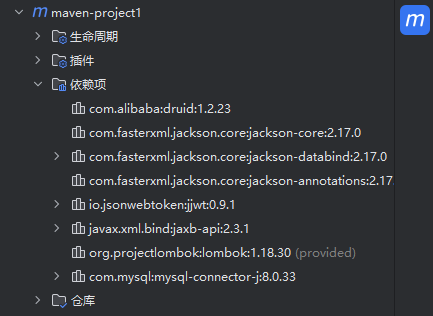 maven-project1
生命周期
插件
依赖项
com.alibaba:druid:1.2.23
com.fasterxml.jackson.core:jackson-core:2.17.0
com.fasterxml.jackson.core:jackson-databind:2.17.0
com.fasterxml.jackson.core:jackson-annotations:2.17.
io.jsonwebtoken:jjwt:0.9.1
javax.xml.bind:jaxb-api:2.3.1
org.projectlombok:lombok:1.18.30 (provided)
com.mysql:mysql-connector-j:8.0.33
仓库